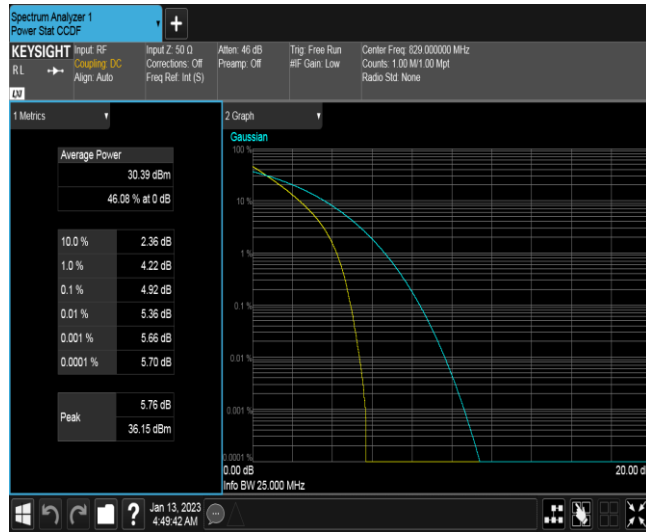 Spectrum Analyzer 1
Power Stat CCDF
+
KEYSIGHT
RL
LXI
Input: RF
Coupling: DC
Align: Auto
Input Z: 50 Ω
Corrections: Off
Freq Ref: Int (S)
Atten: 46 dB
Preamp: Off
Trig: Free Run
#IF Gain: Low
Center Freq: 829.000000 MHz
Counts: 1.00 M/1.00 Mpt
Radio Std: None
1 Metrics
Average Power
30.39 dBm
46.08 % at 0 dB
10.0 % 2.36 dB
1.0 % 4.22 dB
0.1 % 4.92 dB
0.01 % 5.36 dB
0.001 % 5.66 dB
0.0001 % 5.70 dB
Peak
5.76 dB
36.15 dBm
2 Graph
Gaussian
100 %
10 %
1 %
0.1 %
0.01 %
0.001 %
0.0001 %
0.00 dB
20.00 d
Info BW 25.000 MHz
?
Jan 13, 2023
4:49:42 AM